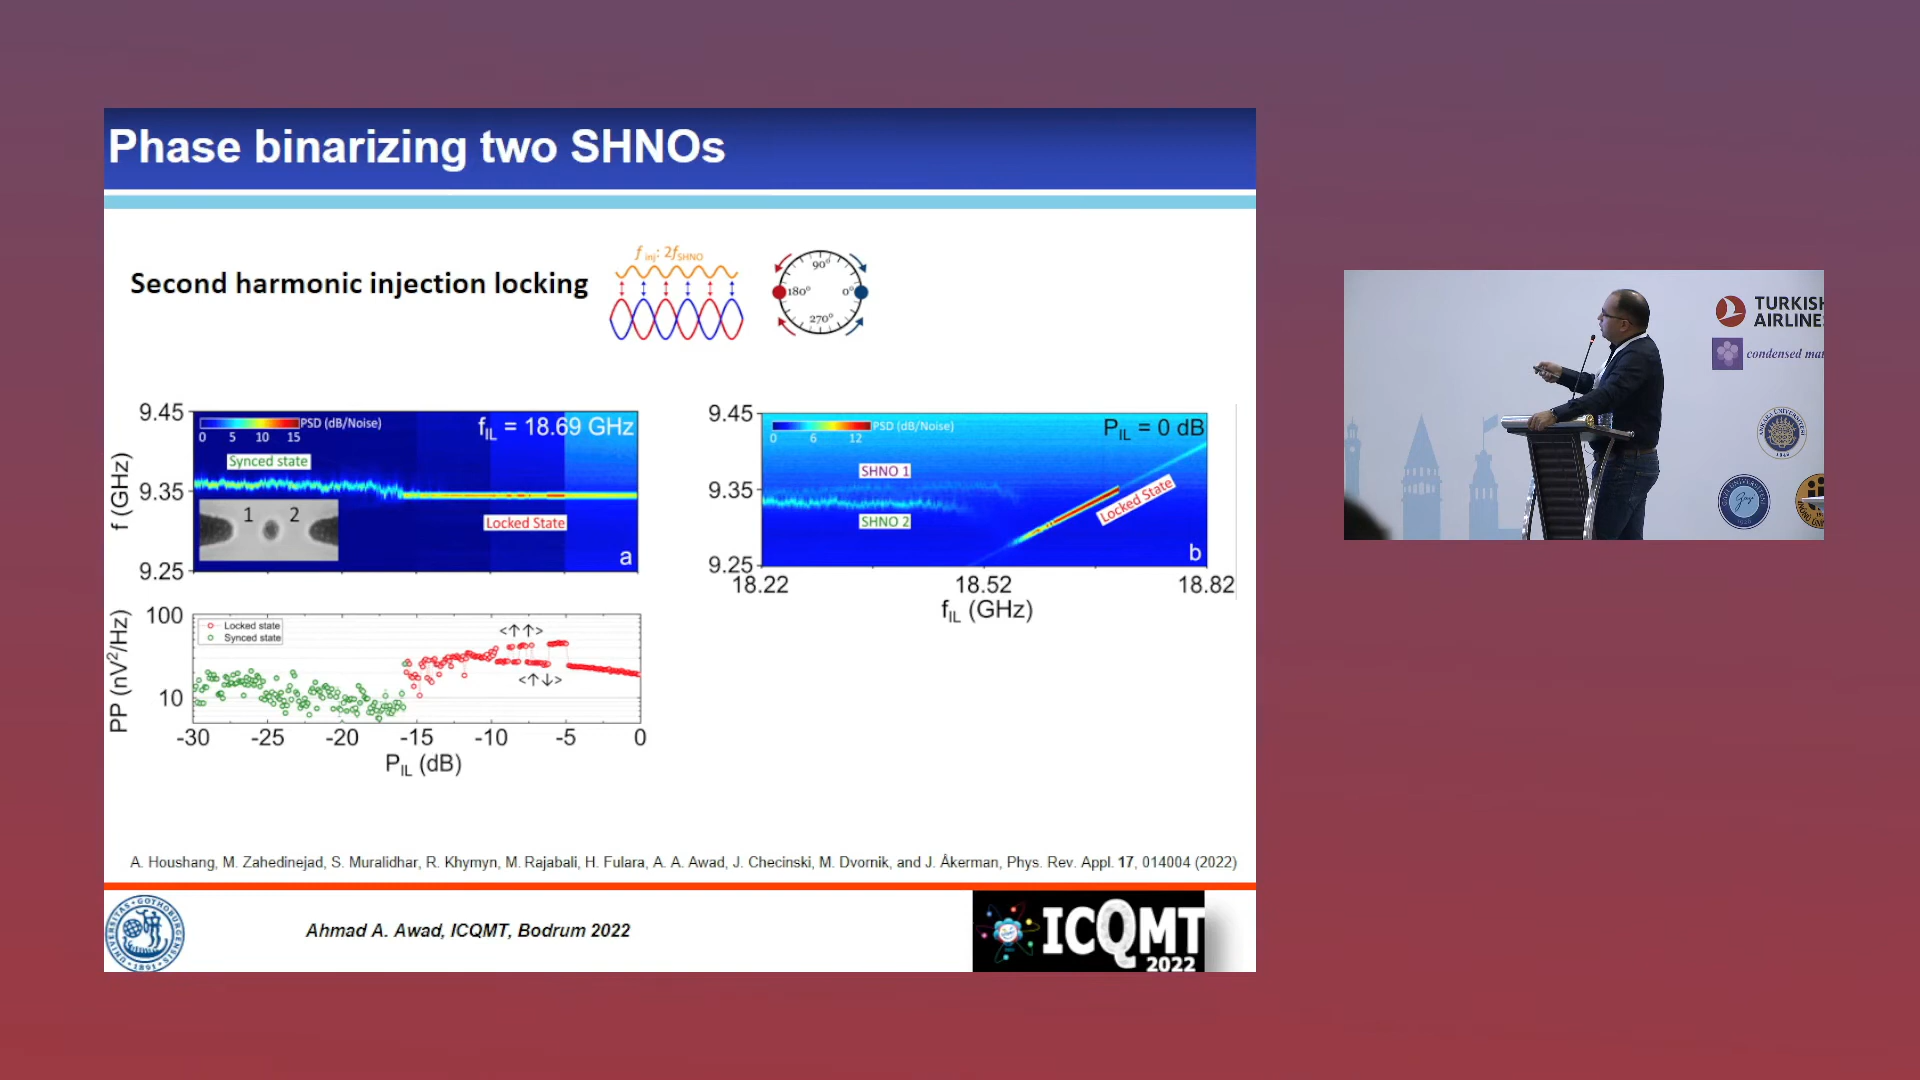 Phase binarizing two SHNOs
Second harmonic injection locking
f inj: 2fSHNO
90°
180°
0°
270°
9.45
9.35
9.25
f (GHz)
PSD (dB/Noise)
0 5 10 15
fIL = 18.69 GHz
Synced state
1 2
Locked State
a
100
10
PP (nV²/Hz)
Locked state
Synced state
<↑↑>
<↑↓>
-30 -25 -20 -15 -10 -5 0
PIL (dB)
9.45
9.35
9.25
PSD (dB/Noise)
0 6 12
PIL = 0 dB
SHNO 1
SHNO 2
Locked State
b
18.22 18.52 18.82
fIL (GHz)
A. Houshang, M. Zahedinejad, S. Muralidhar, R. Khymyn, M. Rajabali, H. Fulara, A. A. Awad, J. Checinski, M. Dvornik, and J. Åkerman, Phys. Rev. Appl. 17, 014004 (2022)
UNIVERSITAS · GOTHOBURGENSIS
· 1891 ·
Ahmad A. Awad, ICQMT, Bodrum 2022
ICQMT
2022
TURKISH
AIRLINE
condensed mat